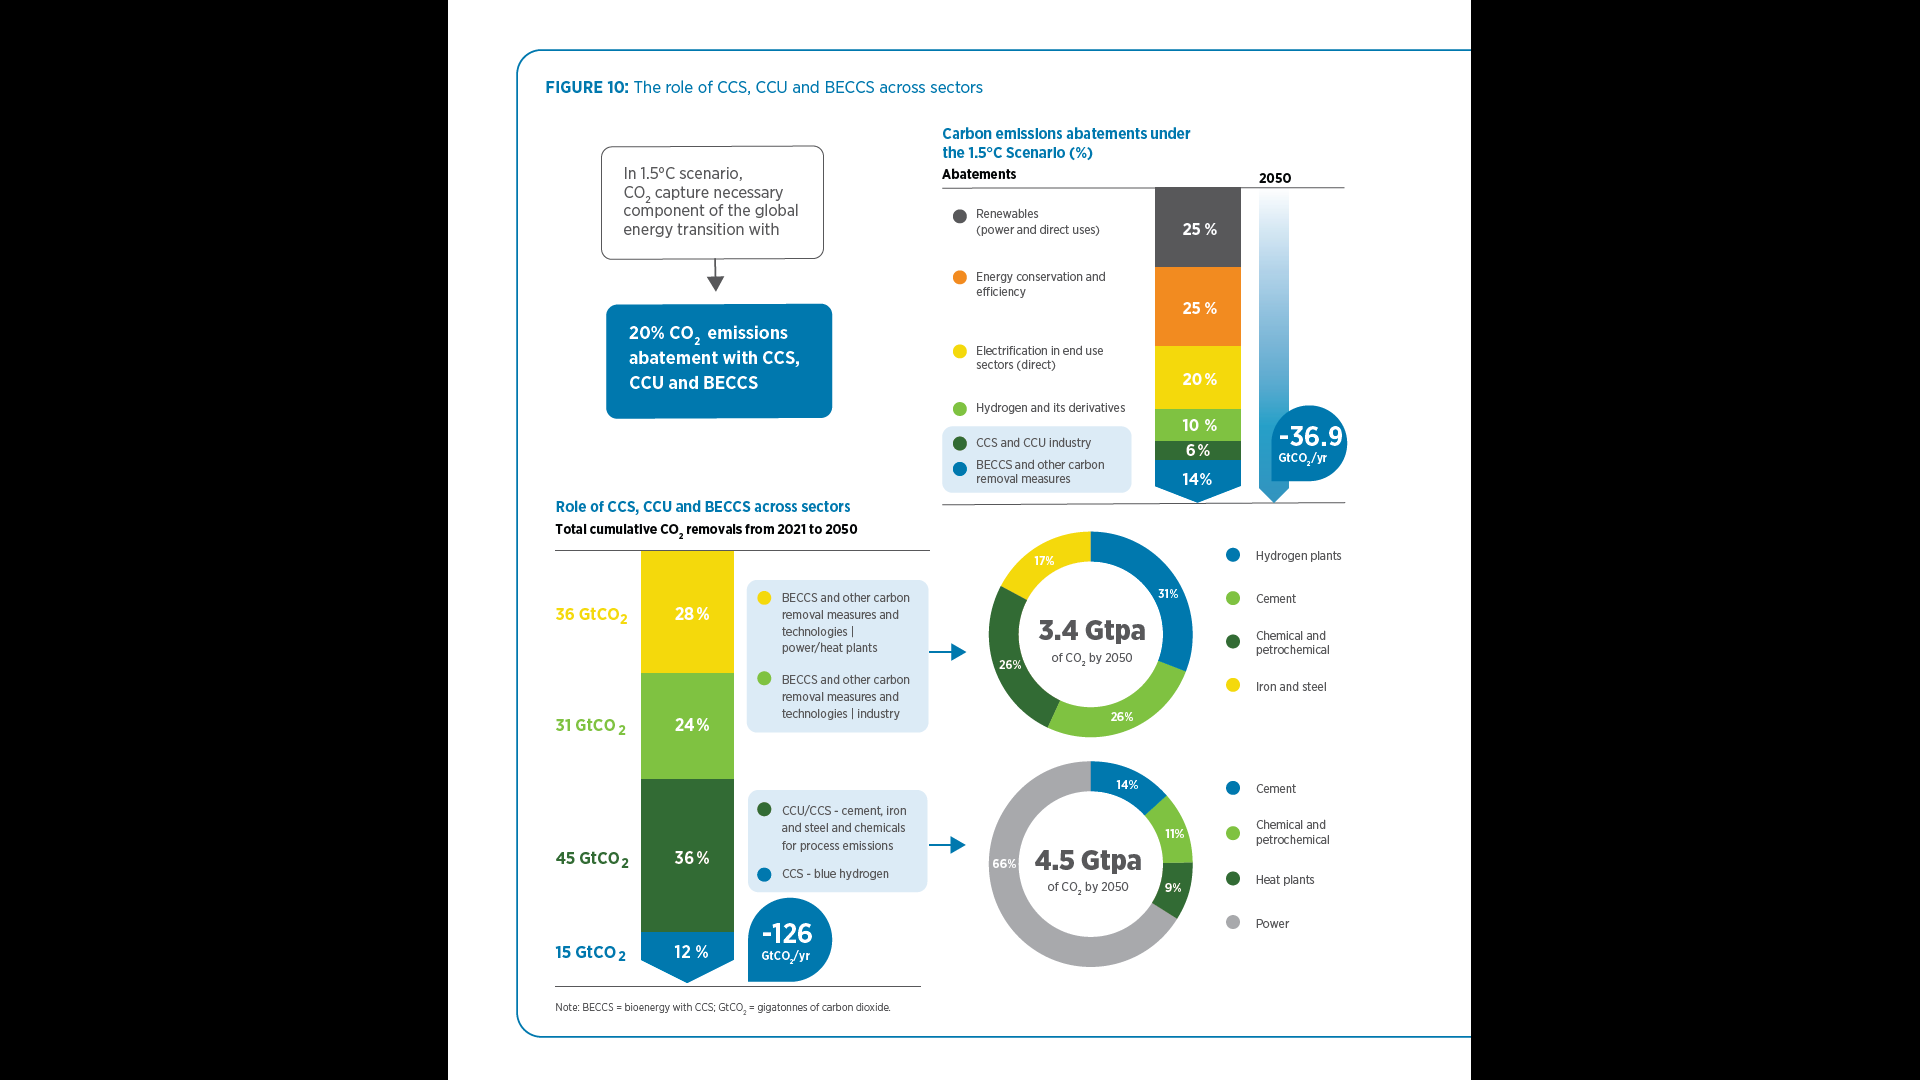 FIGURE 10: The role of CCS, CCU and BECCS across sectors
In 1.5°C scenario,
CO2 capture necessary
component of the global
energy transition with
20% CO2 emissions
abatement with CCS,
CCU and BECCS
Carbon emissions abatements under
the 1.5°C Scenario (%)
Abatements
2050
Renewables
(power and direct uses)
25 %
Energy conservation and
efficiency
25 %
Electrification in end use
sectors (direct)
20 %
Hydrogen and its derivatives
10 %
CCS and CCU industry
6 %
BECCS and other carbon
removal measures
14%
-36.9
GtCO2/yr
Role of CCS, CCU and BECCS across sectors
Total cumulative CO2 removals from 2021 to 2050
36 GtCO2
28 %
31 GtCO2
24 %
45 GtCO2
36 %
15 GtCO2
12 %
BECCS and other carbon
removal measures and
technologies |
power/heat plants
BECCS and other carbon
removal measures and
technologies | industry
CCU/CCS - cement, iron
and steel and chemicals
for process emissions
CCS - blue hydrogen
-126
GtCO2/yr
17%
31%
26%
26%
3.4 Gtpa
of CO2 by 2050
Hydrogen plants
Cement
Chemical and
petrochemical
Iron and steel
14%
11%
9%
66%
4.5 Gtpa
of CO2 by 2050
Cement
Chemical and
petrochemical
Heat plants
Power
Note: BECCS = bioenergy with CCS; GtCO2 = gigatonnes of carbon dioxide.